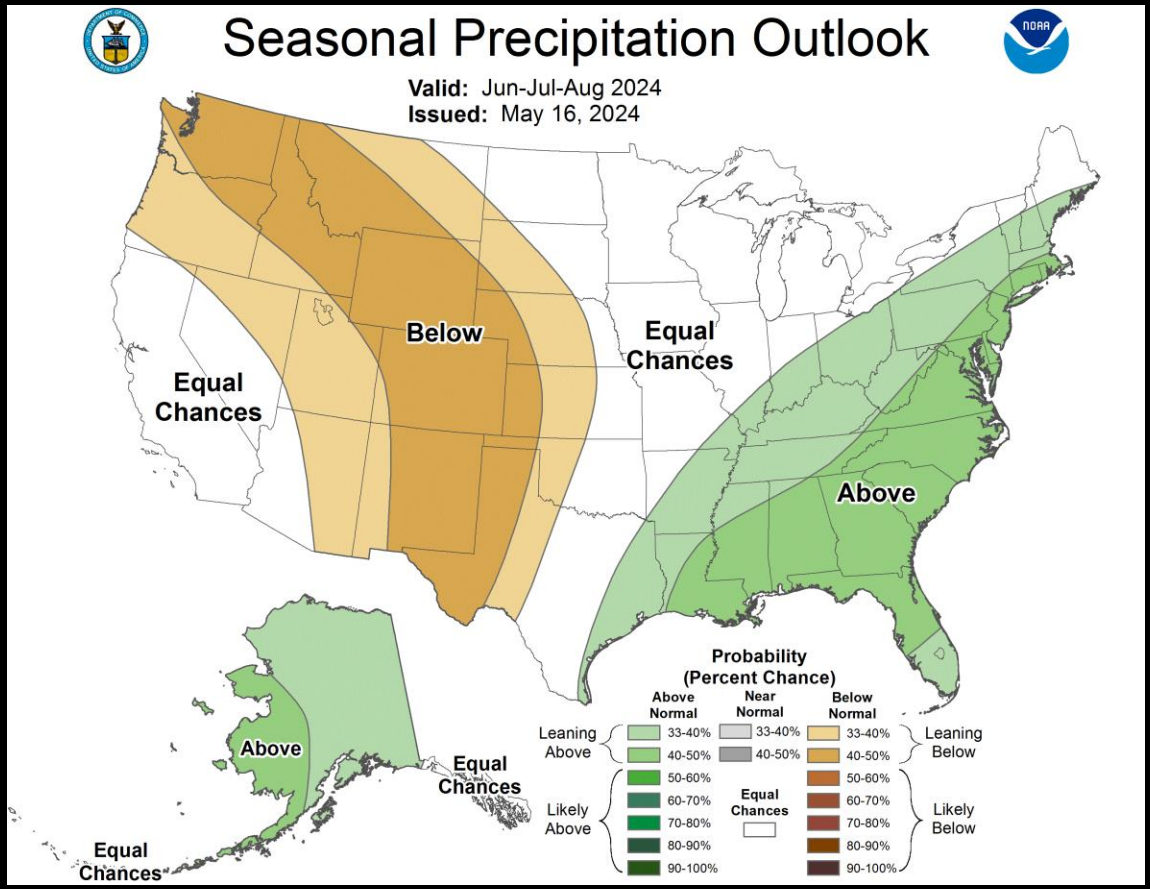 Seasonal Precipitation Outlook
NOAA
Valid: Jun-Jul-Aug 2024
Issued: May 16, 2024
Below
Equal
Chances
Equal
Chances
Above
Above
Equal
Chances
Equal
Chances
Probability
(Percent Chance)
Above
Normal
Near
Normal
Below
Normal
Leaning
Above
33-40%
33-40%
33-40%
Leaning
Below
40-50%
40-50%
40-50%
Likely
Above
50-60%
60-70%
70-80%
80-90%
90-100%
Equal
Chances
50-60%
60-70%
70-80%
80-90%
90-100%
Likely
Below